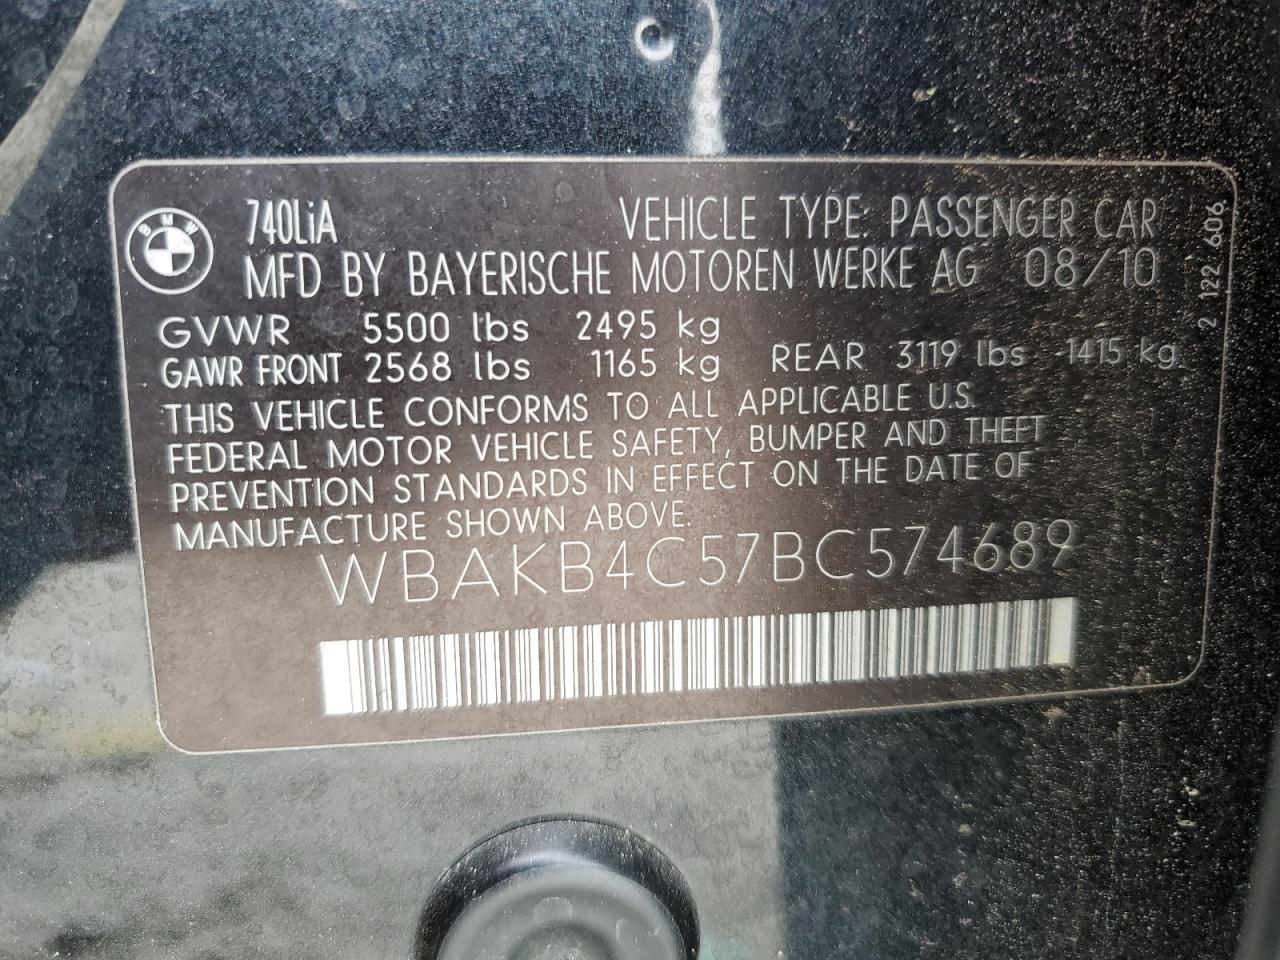 BMW
740LiA VEHICLE TYPE: PASSENGER CAR
MFD BY BAYERISCHE MOTOREN WERKE AG 08/10
GVWR 5500 lbs 2495 kg
GAWR FRONT 2568 lbs 1165 kg REAR 3119 lbs 1415 kg
THIS VEHICLE CONFORMS TO ALL APPLICABLE U.S.
FEDERAL MOTOR VEHICLE SAFETY, BUMPER AND THEFT
PREVENTION STANDARDS IN EFFECT ON THE DATE OF
MANUFACTURE SHOWN ABOVE.
WBAKB4C57BC574689
2 122 606